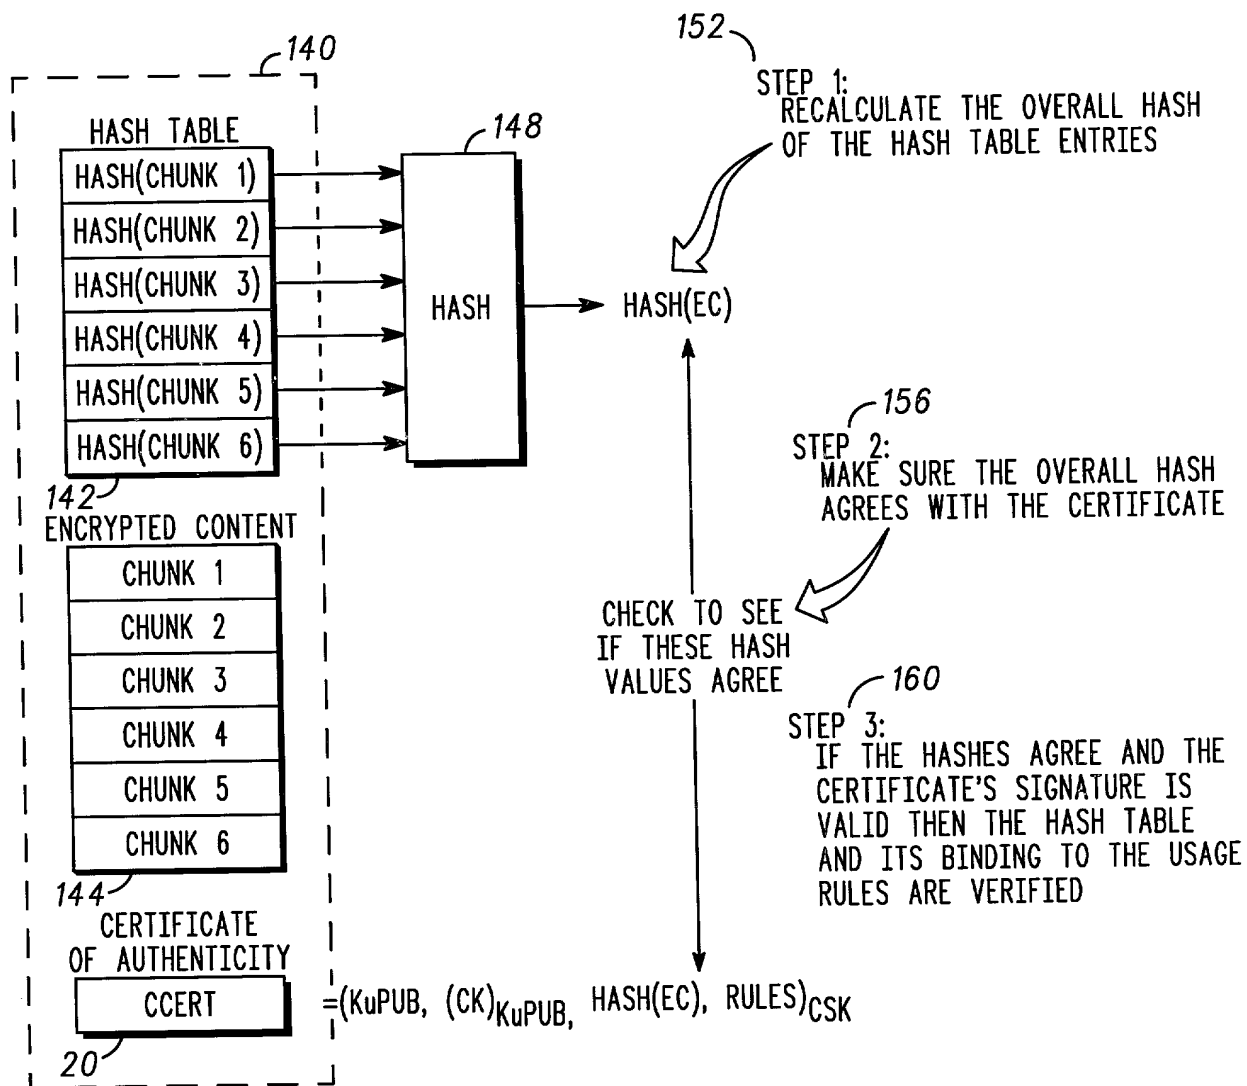 140
HASH TABLE
HASH(CHUNK 1)
HASH(CHUNK 2)
HASH(CHUNK 3)
HASH(CHUNK 4)
HASH(CHUNK 5)
HASH(CHUNK 6)
142
148
HASH
HASH(EC)
152
STEP 1:
RECALCULATE THE OVERALL HASH
OF THE HASH TABLE ENTRIES
156
STEP 2:
MAKE SURE THE OVERALL HASH
AGREES WITH THE CERTIFICATE
CHECK TO SEE
IF THESE HASH
VALUES AGREE
160
STEP 3:
IF THE HASHES AGREE AND THE
CERTIFICATE'S SIGNATURE IS
VALID THEN THE HASH TABLE
AND ITS BINDING TO THE USAGE
RULES ARE VERIFIED
ENCRYPTED CONTENT
CHUNK 1
CHUNK 2
CHUNK 3
CHUNK 4
CHUNK 5
CHUNK 6
144
CERTIFICATE
OF AUTHENTICITY
CCERT
=(KuPUB, (CK)KuPUB, HASH(EC), RULES)CSK
20